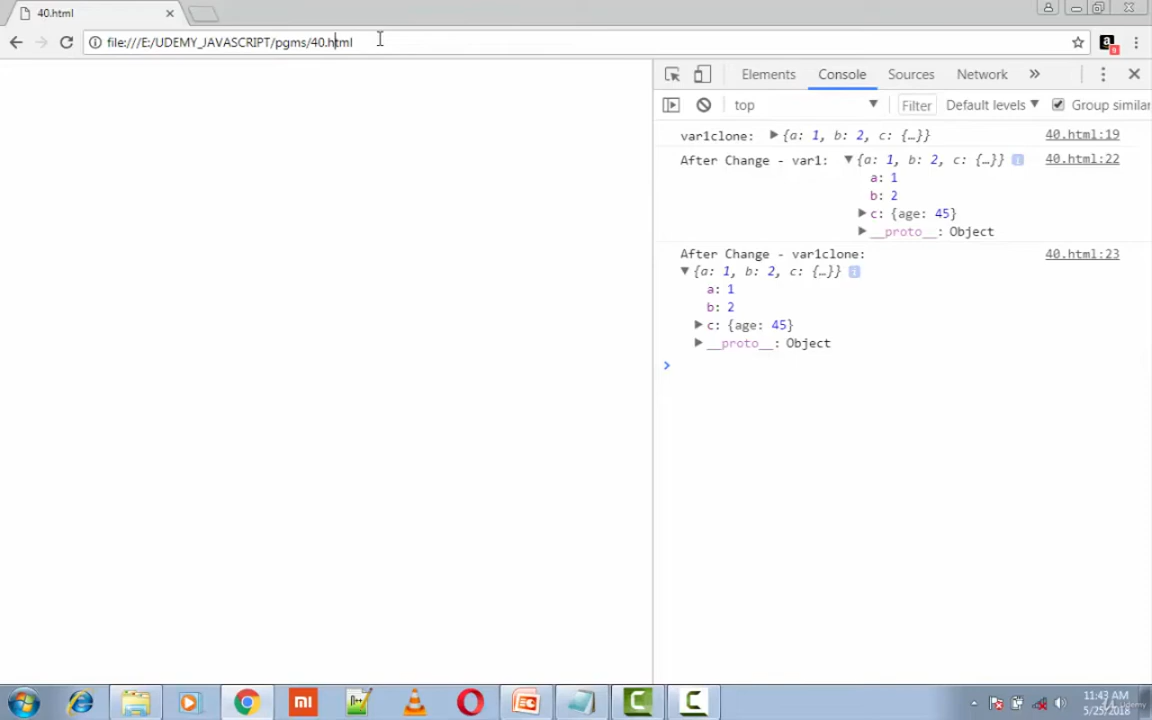 40.html
file:///E:/UDEMY_JAVASCRIPT/pgms/40.html
Elements Console Sources Network »
top Filter Default levels Group similar
var1clone: {a: 1, b: 2, c: {…}} 40.html:19
After Change - var1: {a: 1, b: 2, c: {…}} 40.html:22
a: 1
b: 2
c: {age: 45}
__proto__: Object
After Change - var1clone: 40.html:23
{a: 1, b: 2, c: {…}}
a: 1
b: 2
c: {age: 45}
__proto__: Object
11:43 AM
5/25/2018